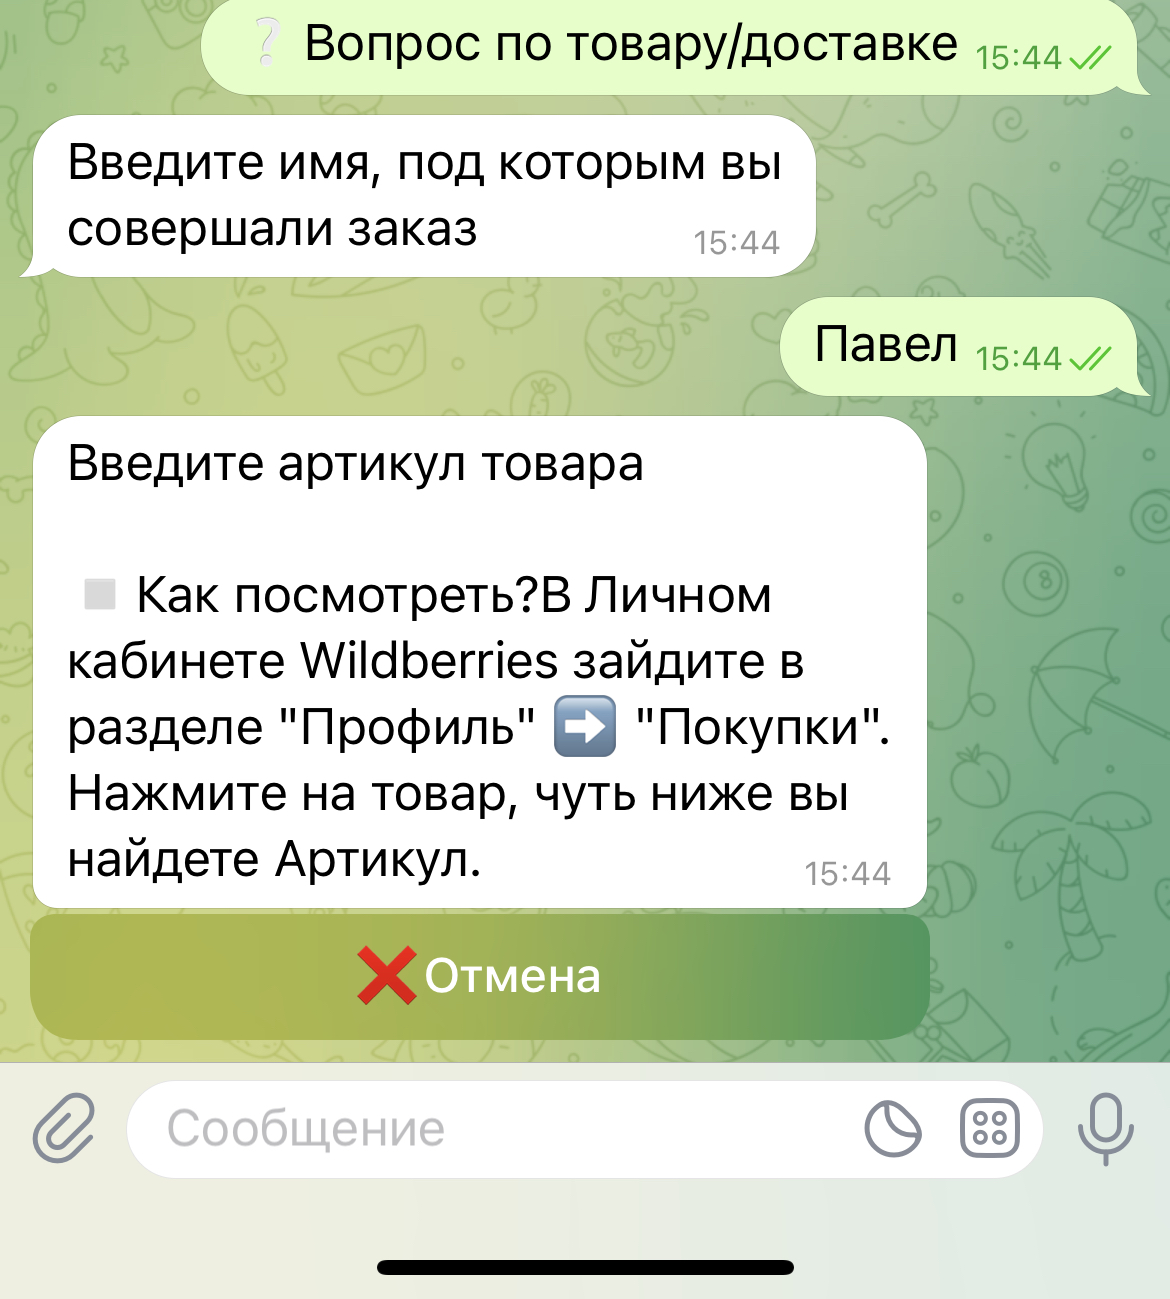 ❔ Вопрос по товару/доставке 15:44
Введите имя, под которым вы
совершали заказ 15:44
Павел 15:44
Введите артикул товара
◽ Как посмотреть?В Личном
кабинете Wildberries зайдите в
разделе "Профиль" ➡️ "Покупки".
Нажмите на товар, чуть ниже вы
найдете Артикул. 15:44
❌Отмена
Сообщение